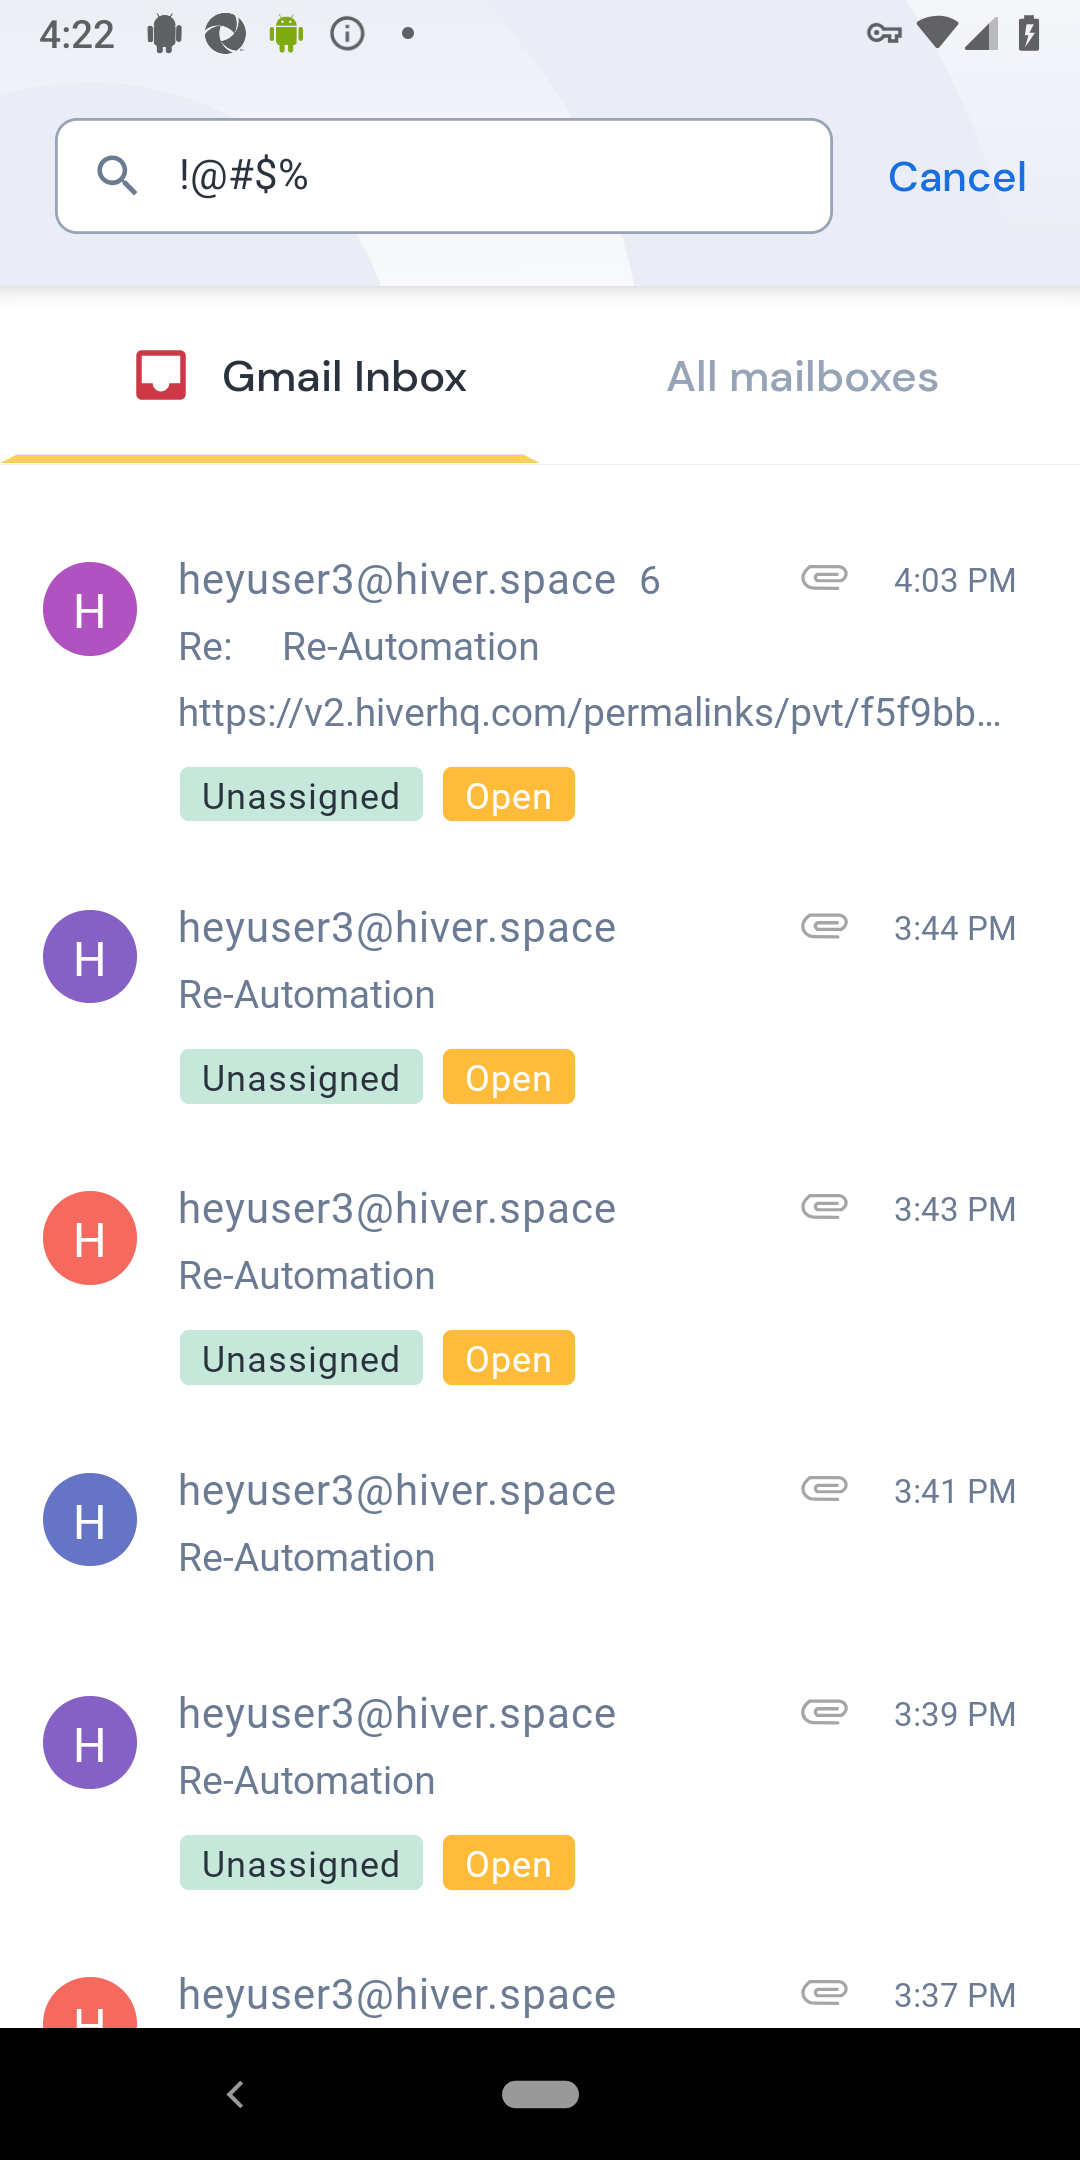 4:22
!@#$%
Cancel
Gmail Inbox
All mailboxes
H
heyuser3@hiver.space 6
4:03 PM
Re: Re-Automation
https://v2.hiverhq.com/permalinks/pvt/f5f9bb...
Unassigned
Open
H
heyuser3@hiver.space
3:44 PM
Re-Automation
Unassigned
Open
H
heyuser3@hiver.space
3:43 PM
Re-Automation
Unassigned
Open
H
heyuser3@hiver.space
3:41 PM
Re-Automation
H
heyuser3@hiver.space
3:39 PM
Re-Automation
Unassigned
Open
H
heyuser3@hiver.space
3:37 PM